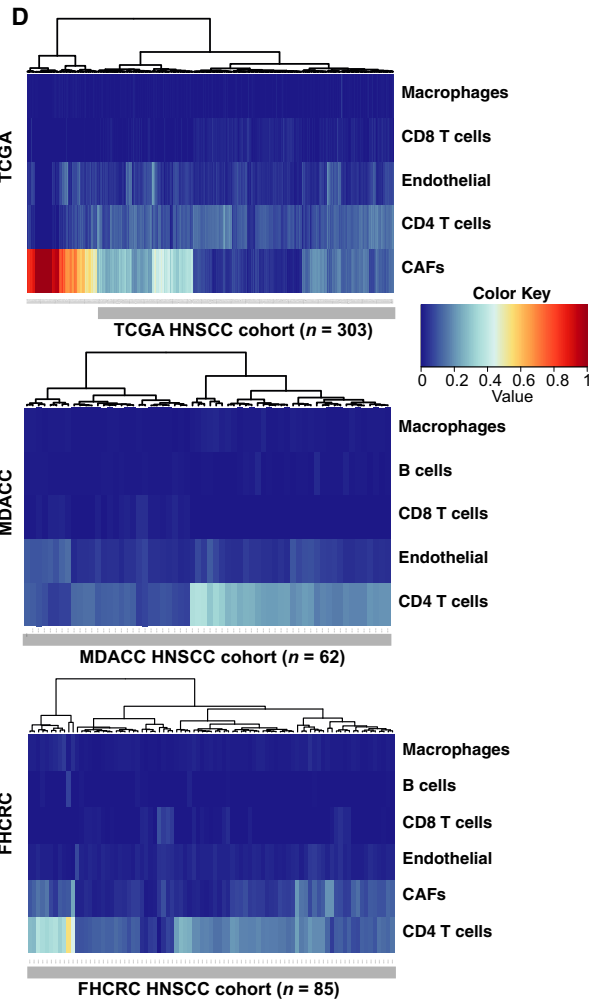 D
TCGA
Macrophages
CD8 T cells
Endothelial
CD4 T cells
CAFs
TCGA HNSCC cohort (n = 303)
Color Key
0 0.2 0.4 0.6 0.8 1
Value
MDACC
Macrophages
B cells
CD8 T cells
Endothelial
CD4 T cells
MDACC HNSCC cohort (n = 62)
FHCRC
Macrophages
B cells
CD8 T cells
Endothelial
CAFs
CD4 T cells
FHCRC HNSCC cohort (n = 85)